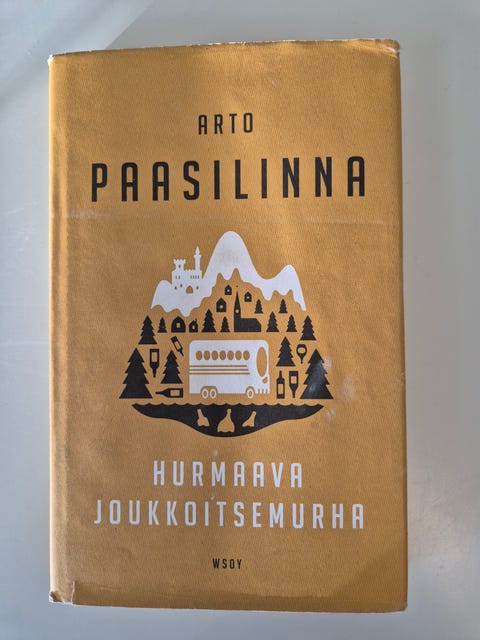 ARTO
PAASILINNA
HURMAAVA
JOUKKOITSEMURHA
WSOY